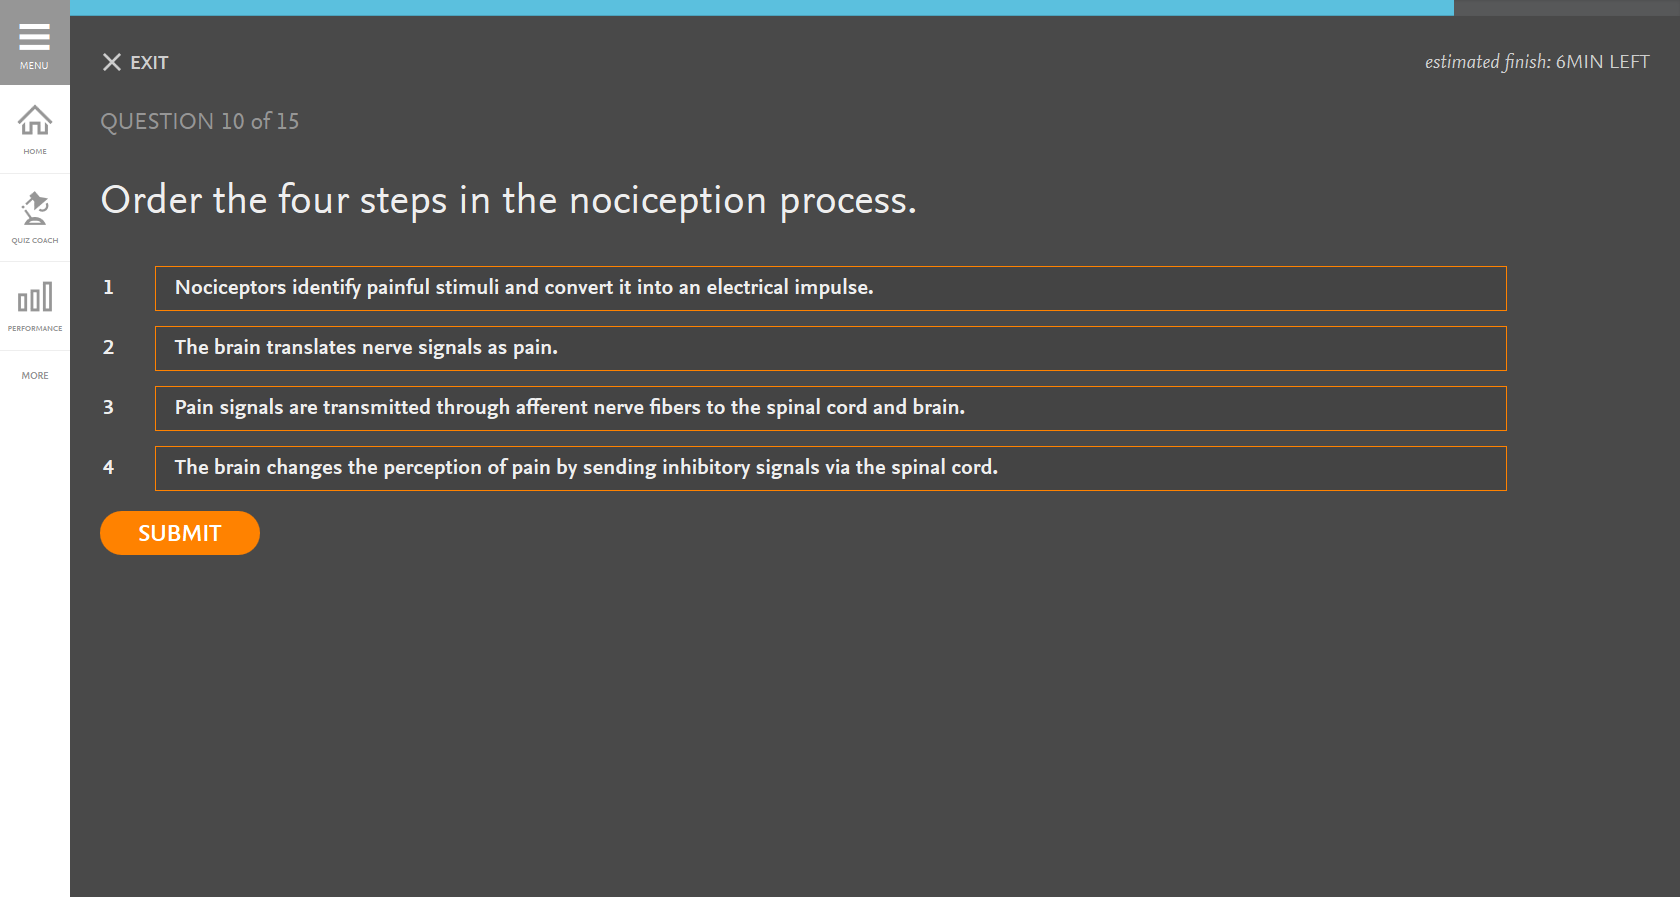 MENU
EXIT
estimated finish: 6MIN LEFT
HOME
QUIZ COACH
PERFORMANCE
MORE
QUESTION 10 of 15
Order the four steps in the nociception process.
1 Nociceptors identify painful stimuli and convert it into an electrical impulse.
2 The brain translates nerve signals as pain.
3 Pain signals are transmitted through afferent nerve fibers to the spinal cord and brain.
4 The brain changes the perception of pain by sending inhibitory signals via the spinal cord.
SUBMIT